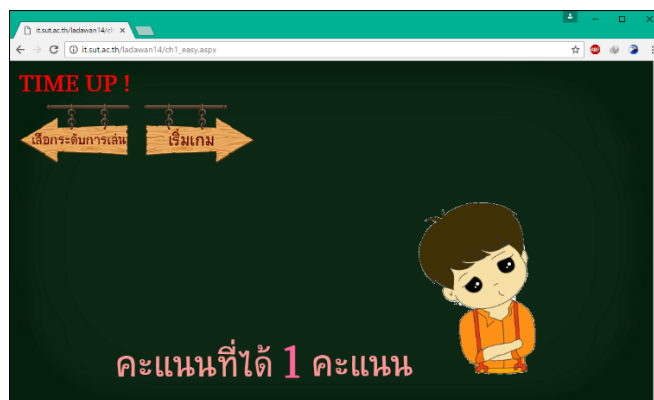 it.sut.ac.th/ladawan14/ch
it.sut.ac.th/ladawan14/ch1_easy.aspx
TIME UP !
เลือกระดับการเล่น
เริ่มเกม
คะแนนที่ได้ 1 คะแนน